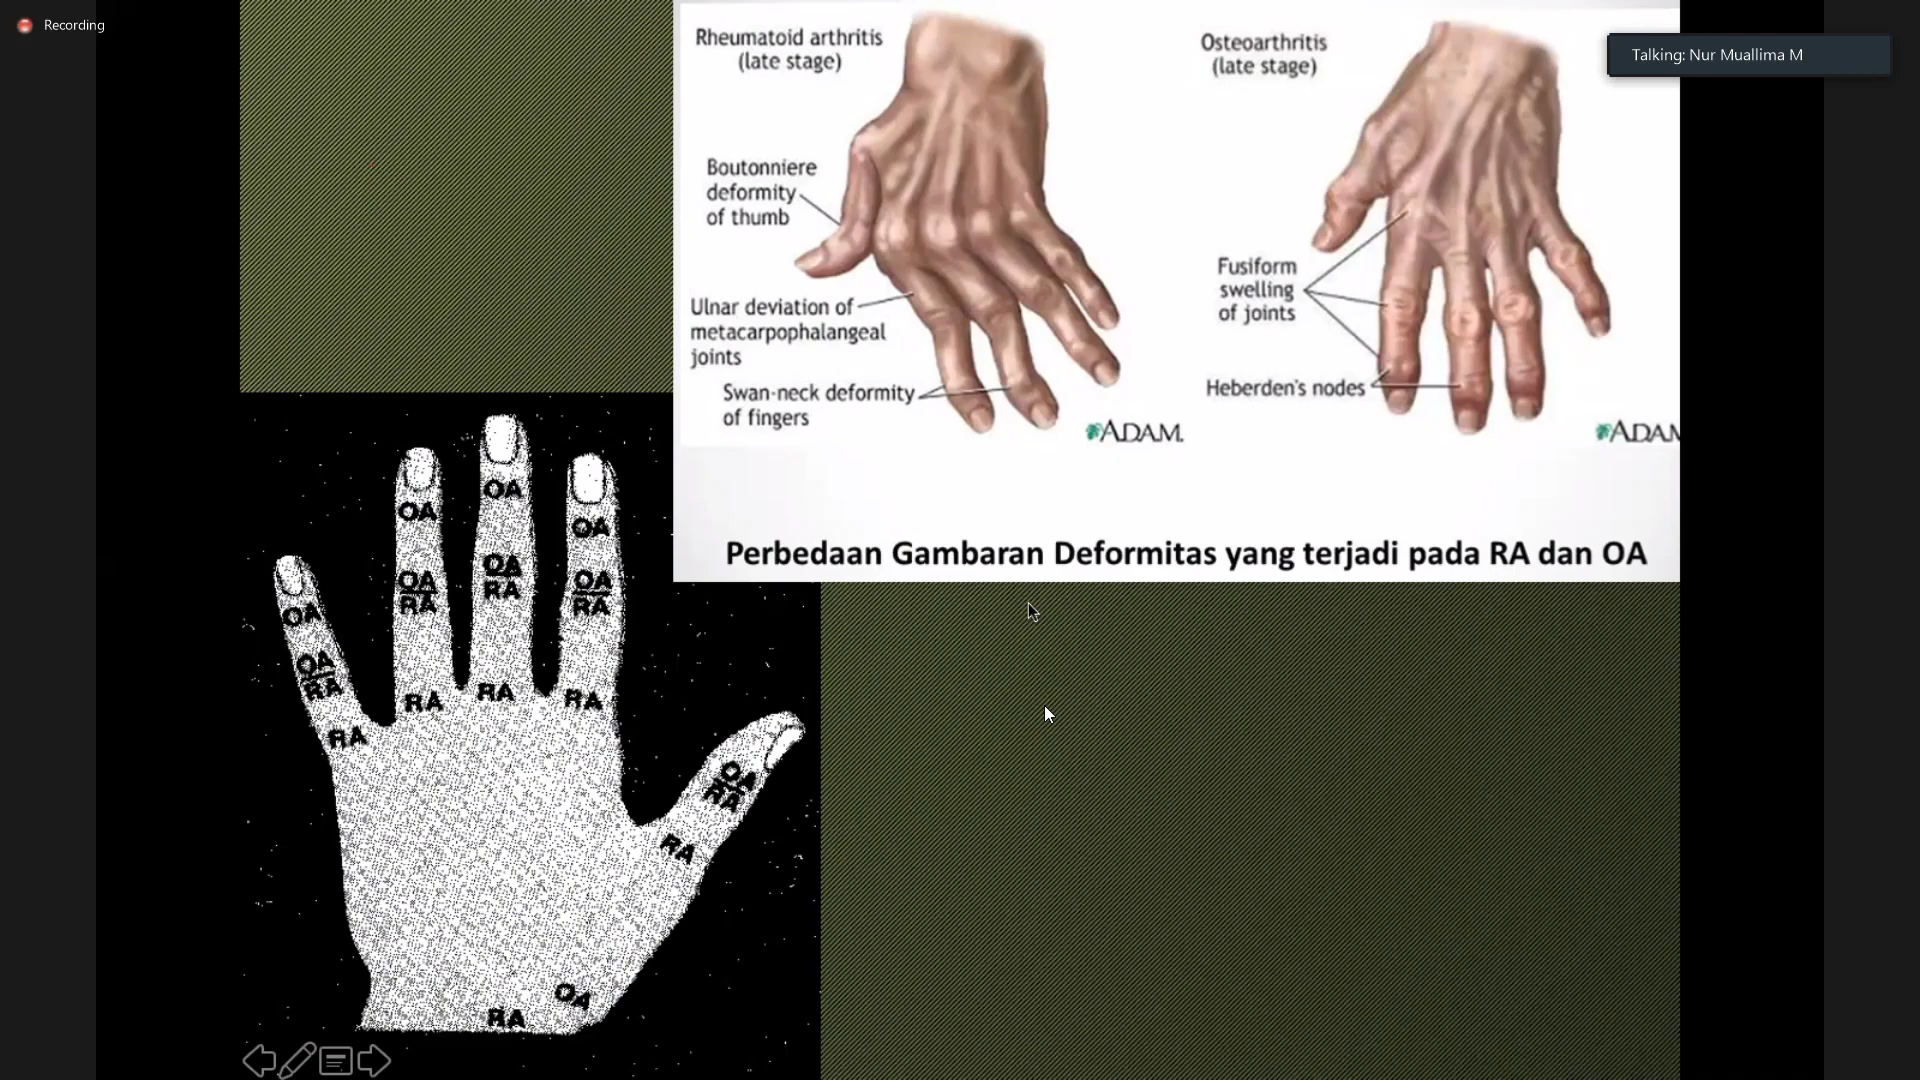 Recording
Talking: Nur Muallima M
Rheumatoid arthritis
(late stage)
Boutonniere
deformity
of thumb
Ulnar deviation of
metacarpophalangeal
joints
Swan-neck deformity
of fingers
ADAM.
Osteoarthritis
(late stage)
Fusiform
swelling
of joints
Heberden's nodes
ADAM
Perbedaan Gambaran Deformitas yang terjadi pada RA dan OA
OA
OA
OA
OA
OA
RA
OA
RA
OA
RA
OA
RA
RA
RA
RA
RA
OA
RA
RA
OA
RA